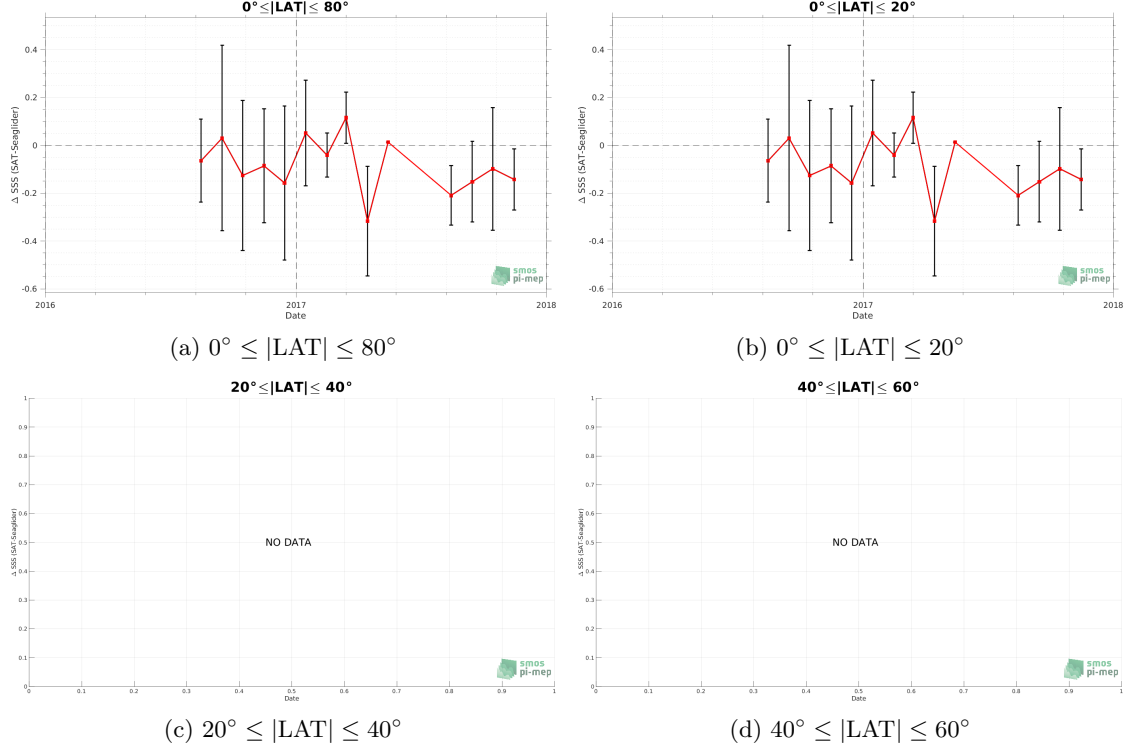 0°≤|LAT|≤ 80°
Δ SSS (SAT-Seaglider)
0.4
0.2
0
-0.2
-0.4
-0.6
2016
2017
2018
Date
smos
pi-mep
(a) 0° ≤ |LAT| ≤ 80°
0°≤|LAT|≤ 20°
Δ SSS (SAT-Seaglider)
0.4
0.2
0
-0.2
-0.4
-0.6
2016
2017
2018
Date
smos
pi-mep
(b) 0° ≤ |LAT| ≤ 20°
20°≤|LAT|≤ 40°
Δ SSS (SAT-Seaglider)
1
0.9
0.8
0.7
0.6
0.5
0.4
0.3
0.2
0.1
0
NO DATA
0 0.1 0.2 0.3 0.4 0.5 0.6 0.7 0.8 0.9 1
Date
smos
pi-mep
(c) 20° ≤ |LAT| ≤ 40°
40°≤|LAT|≤ 60°
Δ SSS (SAT-Seaglider)
1
0.9
0.8
0.7
0.6
0.5
0.4
0.3
0.2
0.1
0
NO DATA
0 0.1 0.2 0.3 0.4 0.5 0.6 0.7 0.8 0.9 1
Date
smos
pi-mep
(d) 40° ≤ |LAT| ≤ 60°